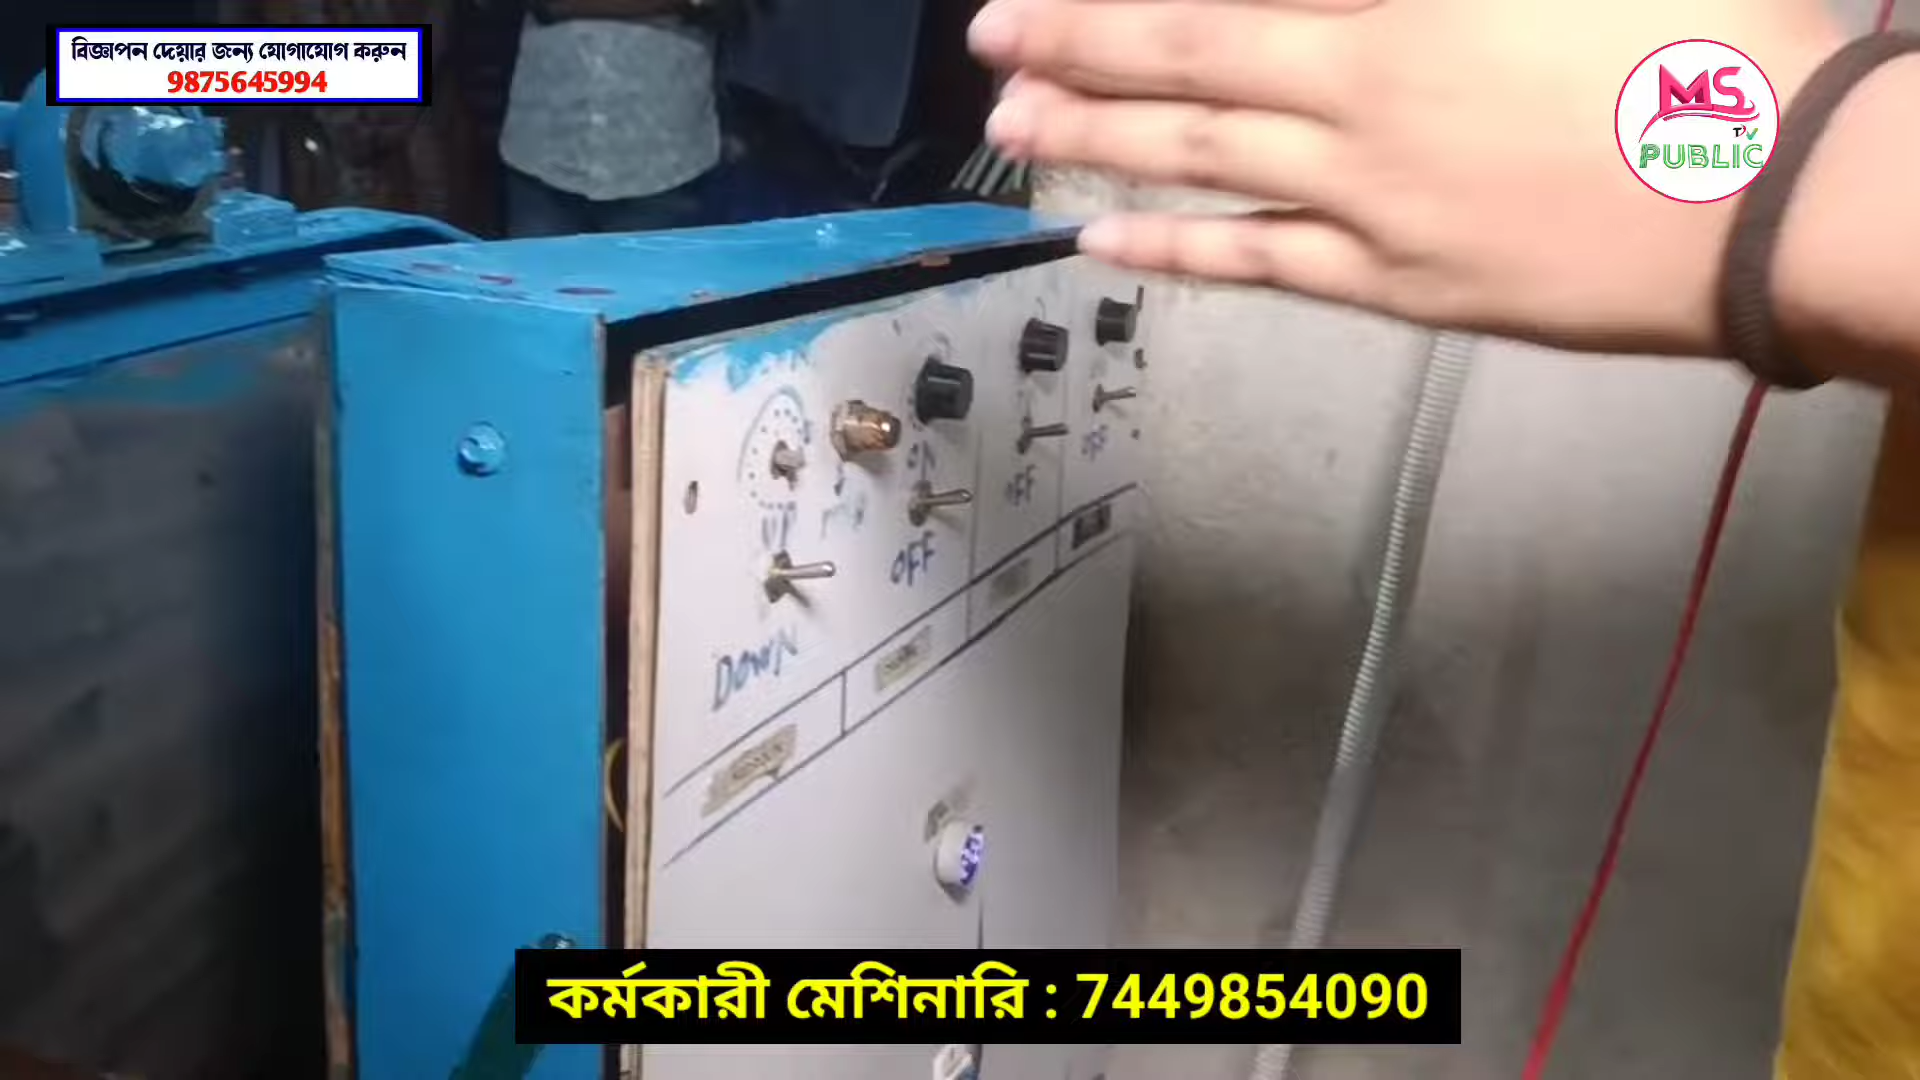 বিজ্ঞাপন দেয়ার জন্য যোগাযোগ করুন
9875645994
MS
TV
PUBLIC
ON
OFF
OFF
OFF
UP
DOWN
কর্মকারী মেশিনারি : 7449854090